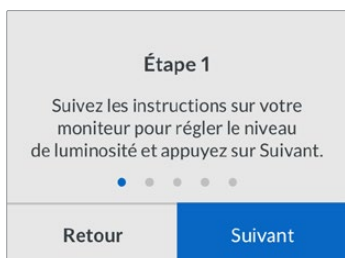 Étape 1
Suivez les instructions sur votre
moniteur pour régler le niveau
de luminosité et appuyez sur Suivant.
Retour
Suivant